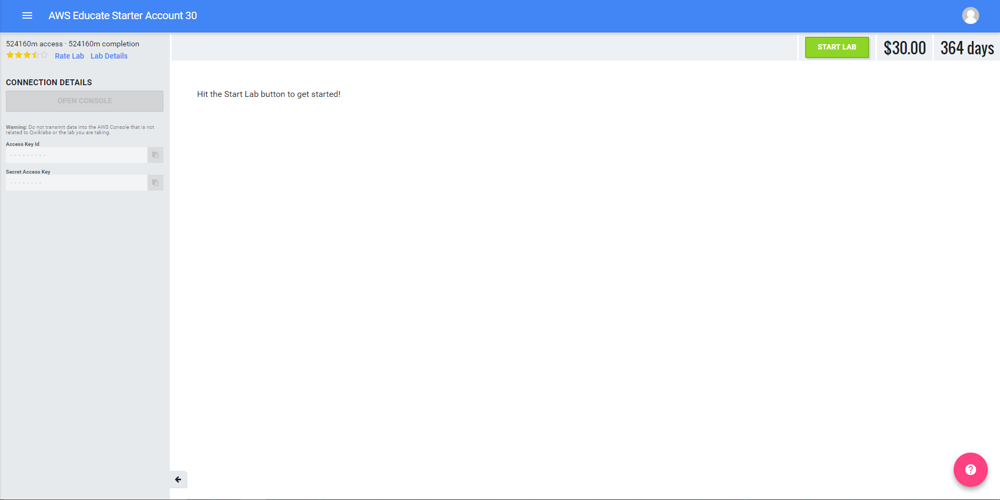 AWS Educate Starter Account 30
524160m access · 524160m completion
Rate Lab Lab Details
START LAB
$30.00
364 days
CONNECTION DETAILS
OPEN CONSOLE
Hit the Start Lab button to get started!
Warning: Do not transmit data into the AWS Console that is not
related to Qwiklabs or the lab you are taking.
Access Key Id
Secret Access Key